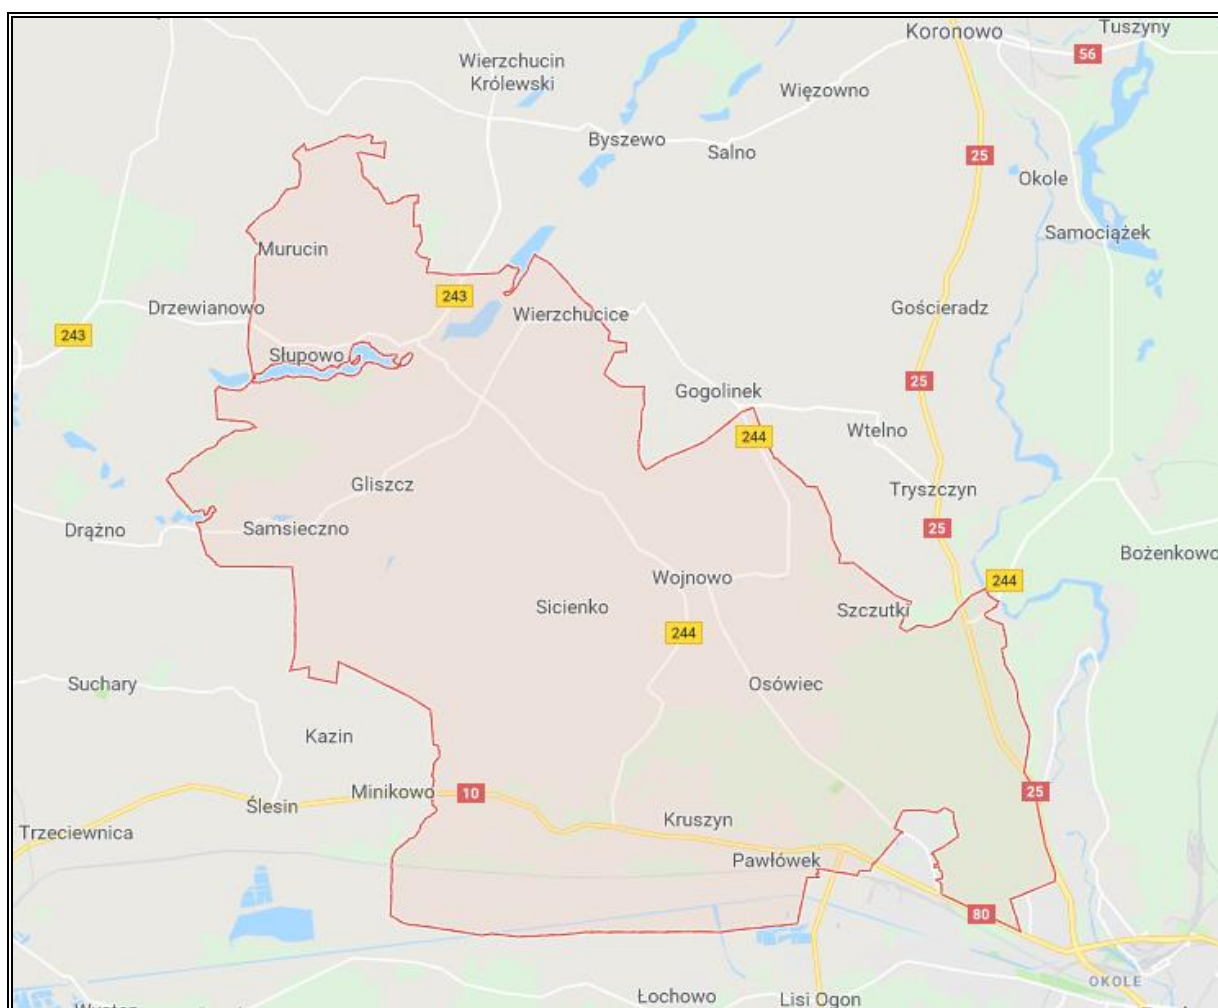 Koronowo
Tuszyny
56
Wierzchucin
Królewski
Więzowno
Byszewo
Salno
25
Okole
Samociążek
Murucin
243
Drzewianowo
Wierzchucice
Gościeradz
243
Słupowo
25
Gogolinek
244
Wtelno
Gliszcz
Tryszczyn
Drążno
Samsieczno
25
Bożenkowo
Wojnowo
244
Sicienko
Szczutki
244
Suchary
Osówiec
Kazin
Minikowo
10
25
Ślesin
Trzeciewnica
Kruszyn
Pawłówek
80
OKOLE
Łochowo
Lisi Ogon